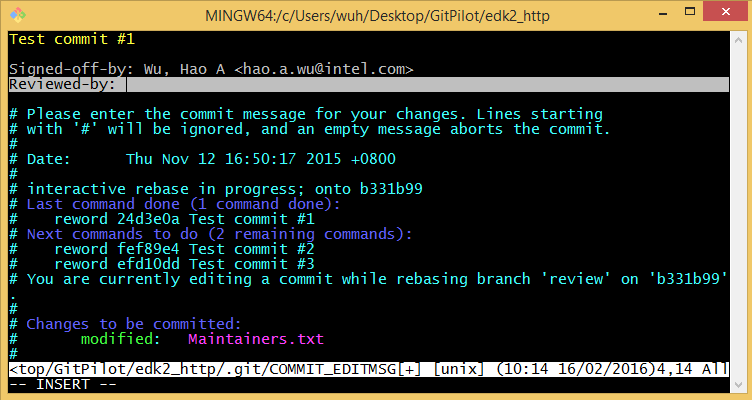 MINGW64:/c/Users/wuh/Desktop/GitPilot/edk2_http
Test commit #1
Signed-off-by: Wu, Hao A <hao.a.wu@intel.com>
Reviewed-by:
# Please enter the commit message for your changes. Lines starting
# with '#' will be ignored, and an empty message aborts the commit.
#
# Date:       Thu Nov 12 16:50:17 2015 +0800
#
# interactive rebase in progress; onto b331b99
# Last command done (1 command done):
#    reword 24d3e0a Test commit #1
# Next commands to do (2 remaining commands):
#    reword fef89e4 Test commit #2
#    reword efd10dd Test commit #3
# You are currently editing a commit while rebasing branch 'review' on 'b331b99'
.
#
# Changes to be committed:
#       modified:   Maintainers.txt
#
<top/GitPilot/edk2_http/.git/COMMIT_EDITMSG[+] [unix] (10:14 16/02/2016)4,14 All
-- INSERT --